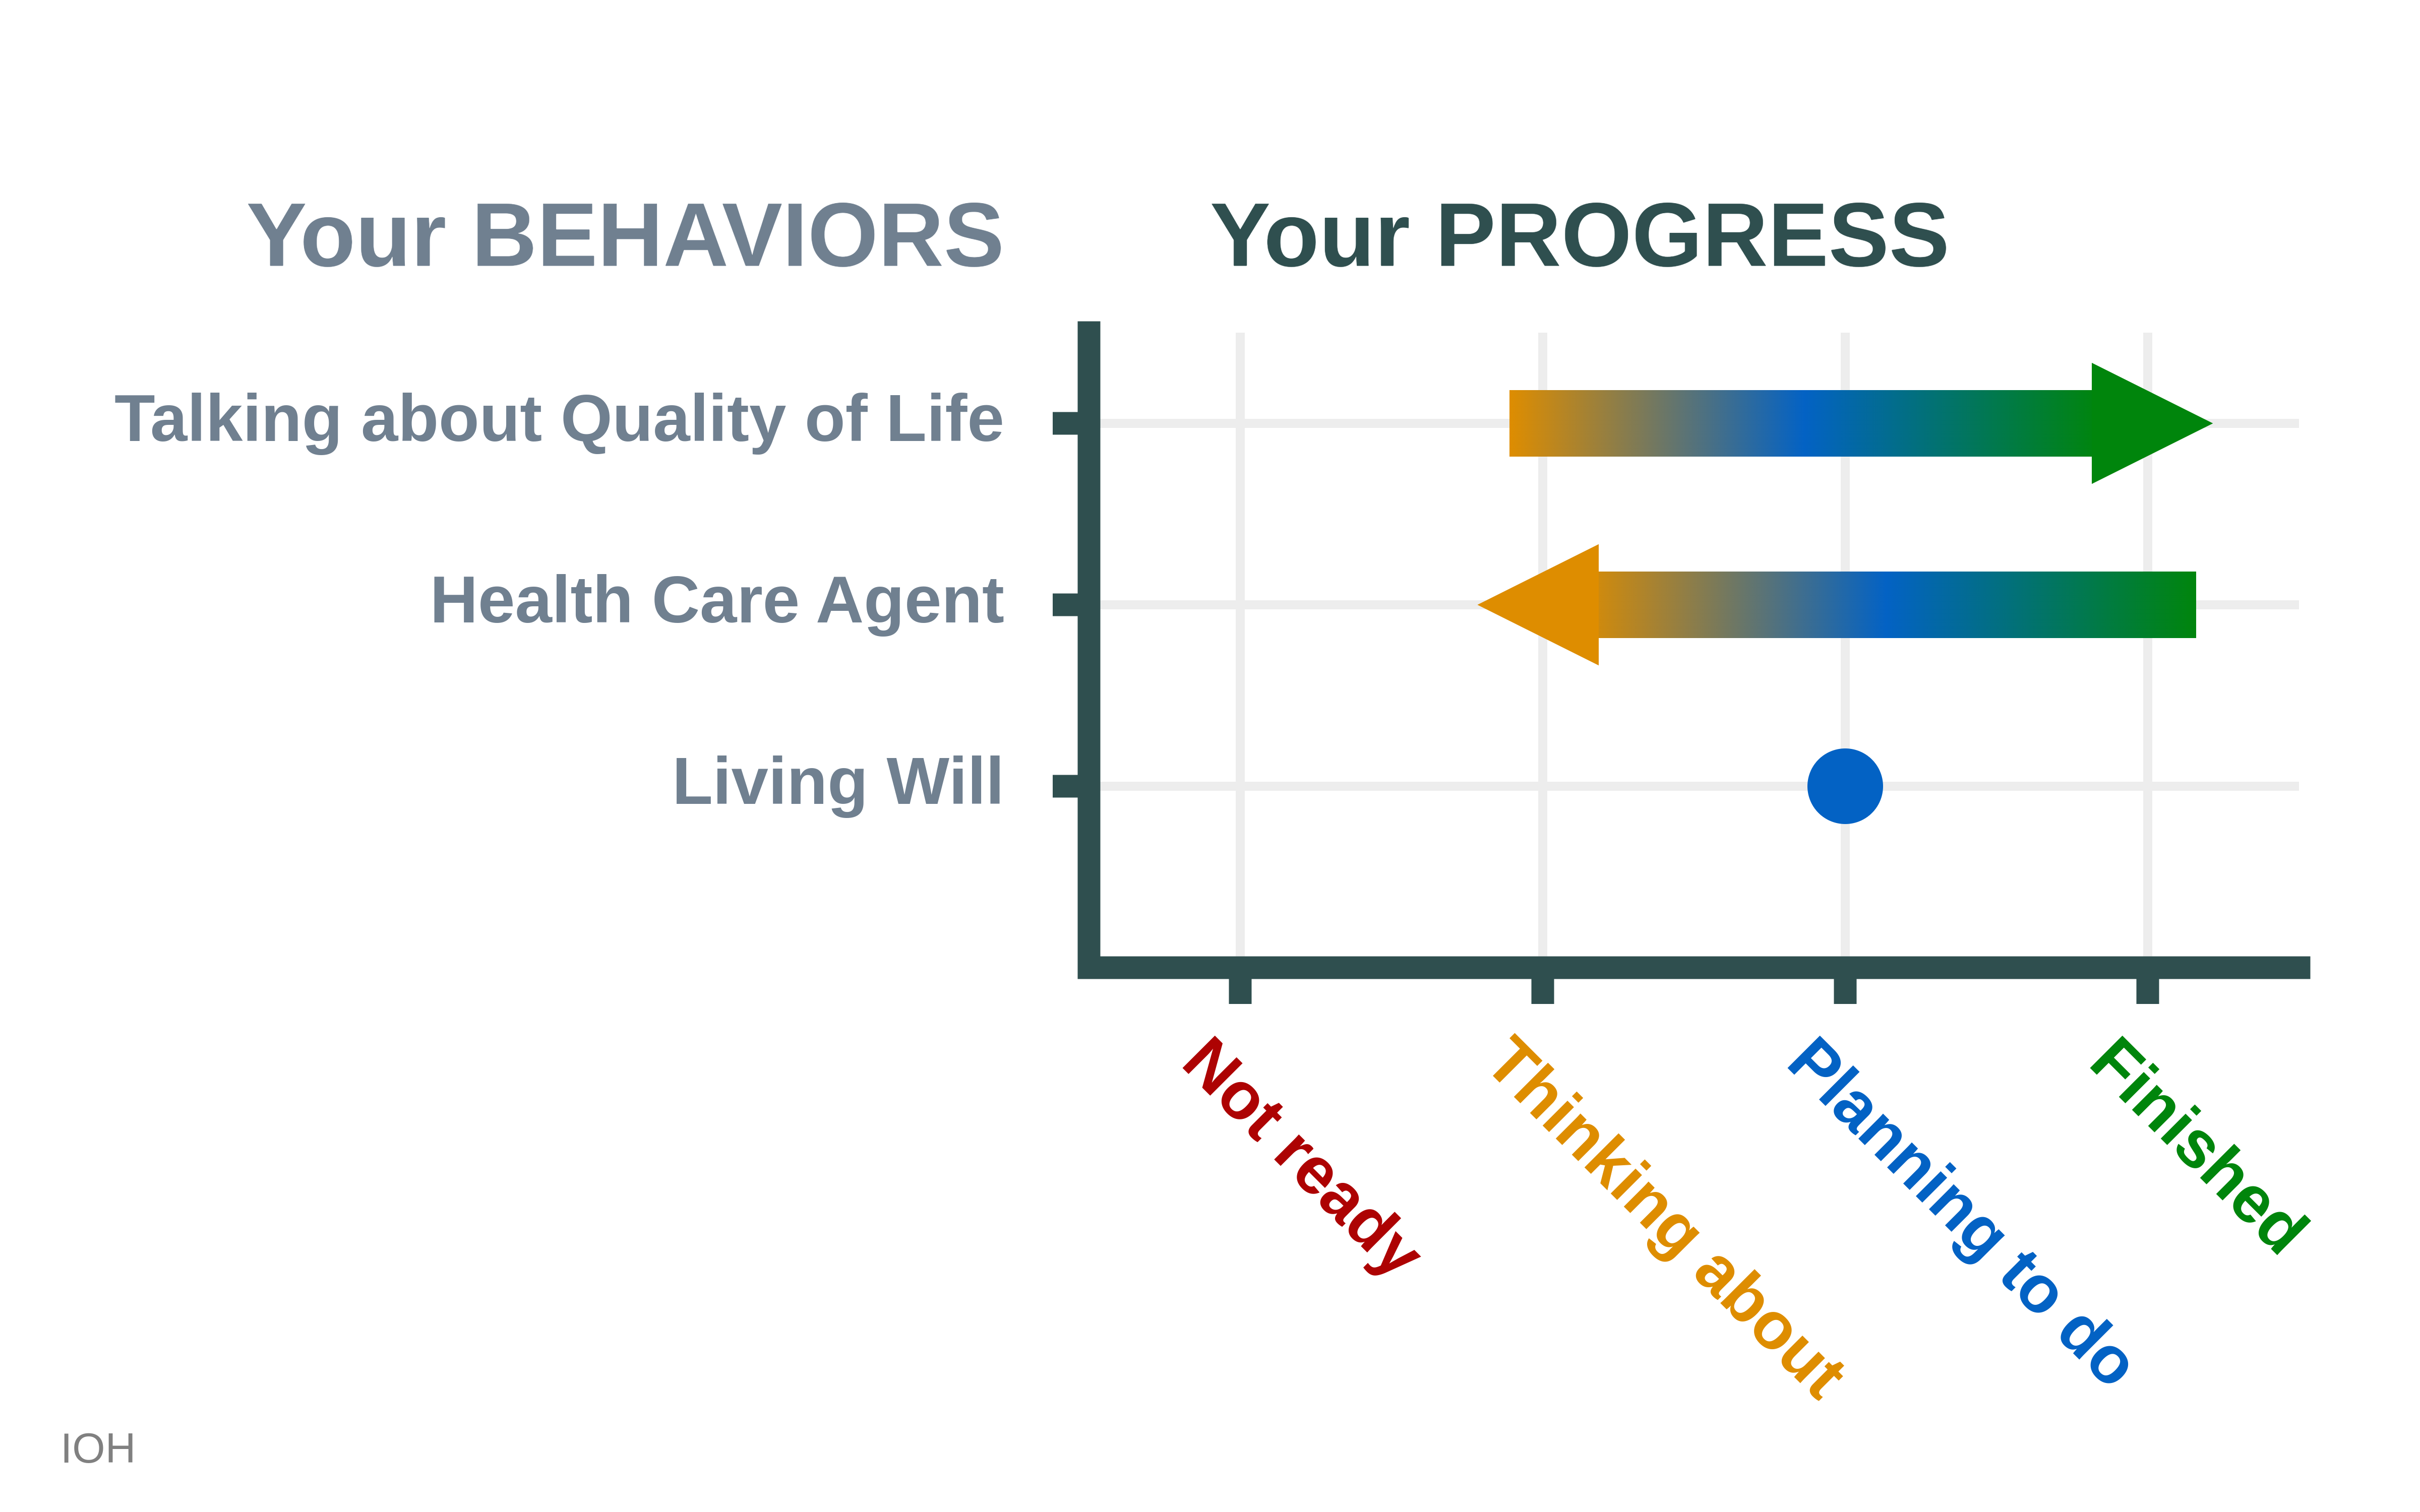 Your BEHAVIORS
Your PROGRESS
Talking about Quality of Life
Health Care Agent
Living Will
Not ready
Thinking about
Planning to do
Finished
IOH